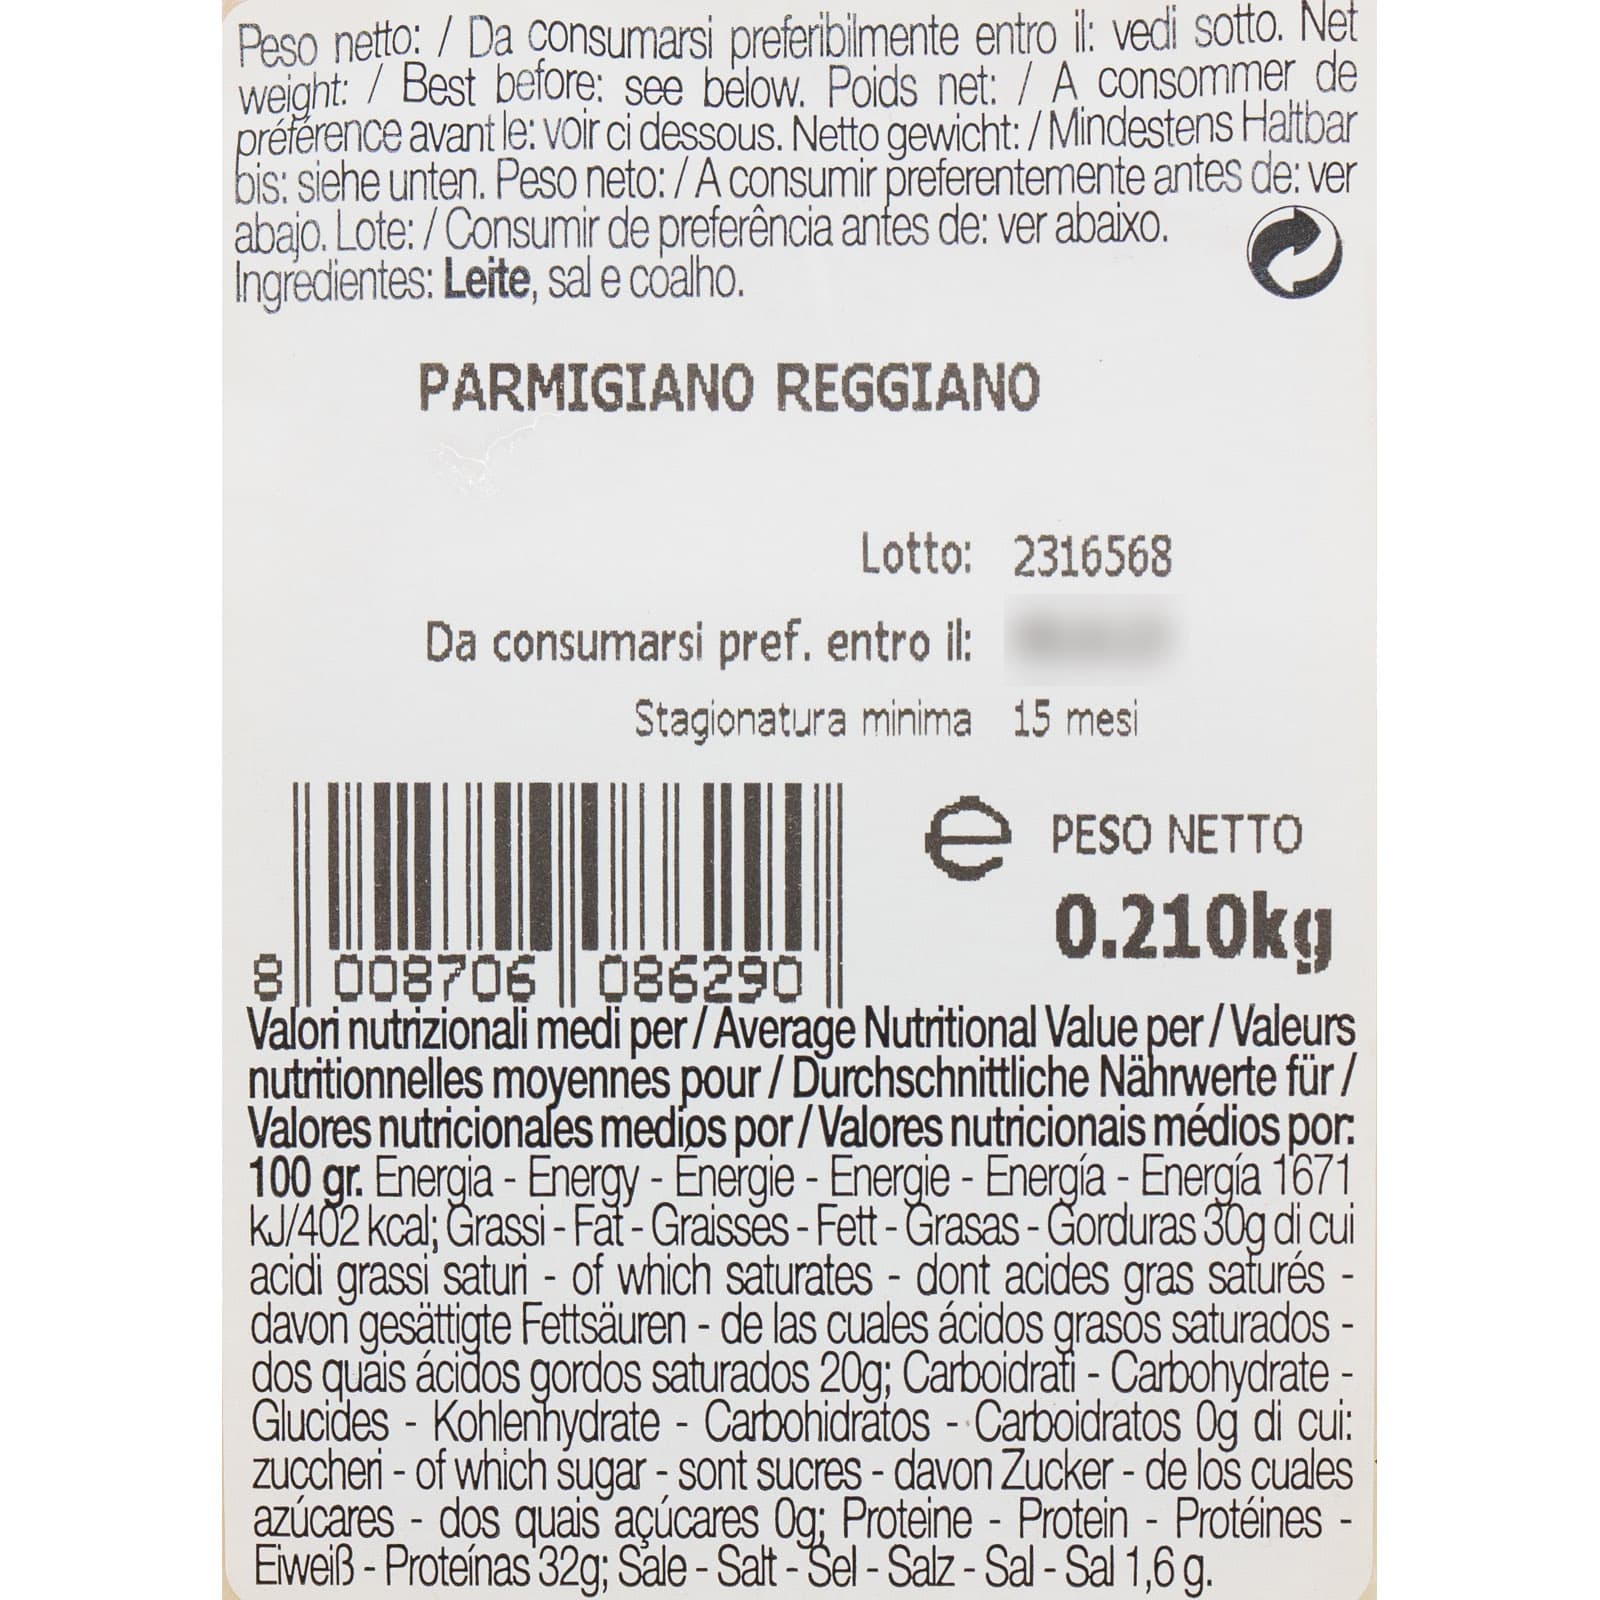 Peso netto: / Da consumarsi preferibilmente entro il: vedi sotto. Net
weight: / Best before: see below. Poids net: / A consommer de
préférence avant le: voir ci dessous. Netto gewicht: / Mindestens Haltbar
bis: siehe unten. Peso neto: / A consumir preferentemente antes de: ver
abajo. Lote: / Consumir de preferência antes de: ver abaixo.
Ingredientes: Leite, sal e coalho.
PARMIGIANO REGGIANO
Lotto: 2316568
Da consumarsi pref. entro il:
Stagionatura minima 15 mesi
e PESO NETTO
0.210kg
8 008706 086290
Valori nutrizionali medi per / Average Nutritional Value per / Valeurs
nutritionnelles moyennes pour / Durchschnittliche Nährwerte für /
Valores nutricionales medios por / Valores nutricionais médios por:
100 gr. Energia - Energy - Énergie - Energie - Energía - Energía 1671
kJ/402 kcal; Grassi - Fat - Graisses - Fett - Grasas - Gorduras 30g di cui
acidi grassi saturi - of which saturates - dont acides gras saturés -
davon gesättigte Fettsäuren - de las cuales ácidos grasos saturados -
dos quais ácidos gordos saturados 20g; Carboidrati - Carbohydrate -
Glucides - Kohlenhydrate - Carbohidratos - Carboidratos 0g di cui:
zuccheri - of which sugar - sont sucres - davon Zucker - de los cuales
azúcares - dos quais açúcares 0g; Proteine - Protein - Protéines -
Eiweiß - Proteínas 32g; Sale - Salt - Sel - Salz - Sal - Sal 1,6 g.